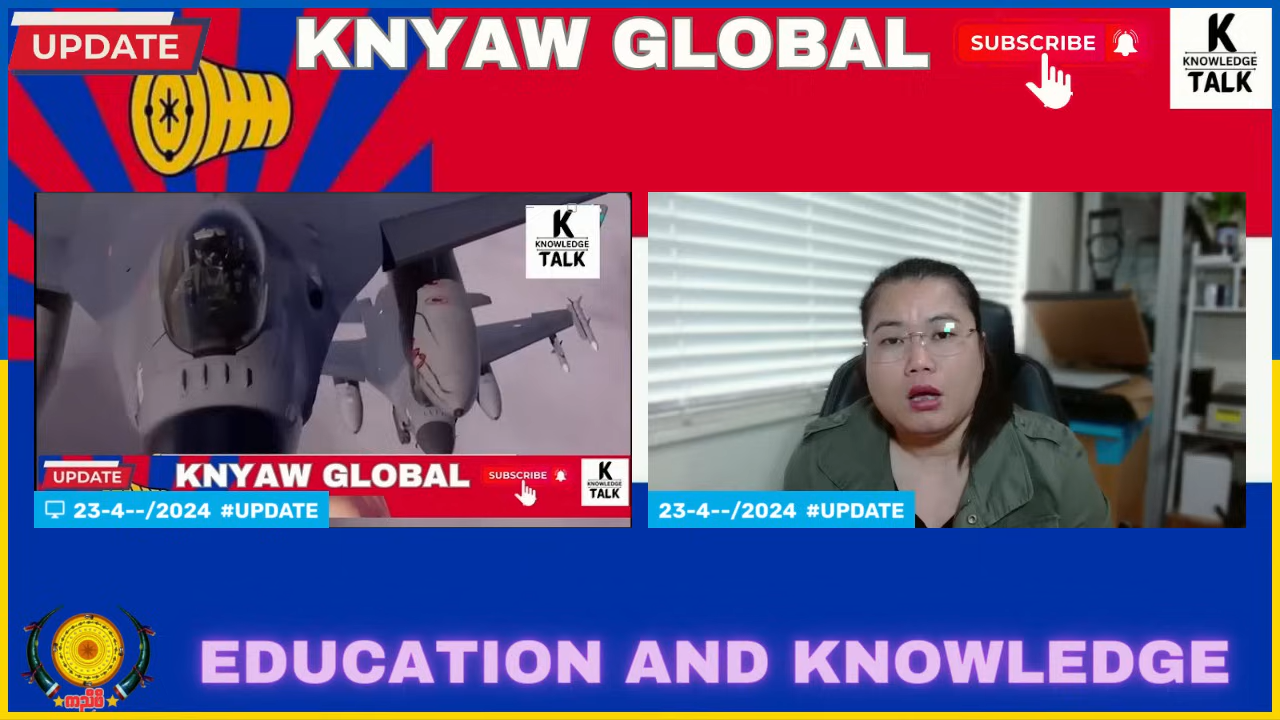 UPDATE
KNYAW GLOBAL
SUBSCRIBE
K
KNOWLEDGE
TALK
K
KNOWLEDGE
TALK
UPDATE
KNYAW GLOBAL
SUBSCRIBE
K
KNOWLEDGE
TALK
23-4--/2024 #UPDATE
23-4--/2024 #UPDATE
EDUCATION AND KNOWLEDGE